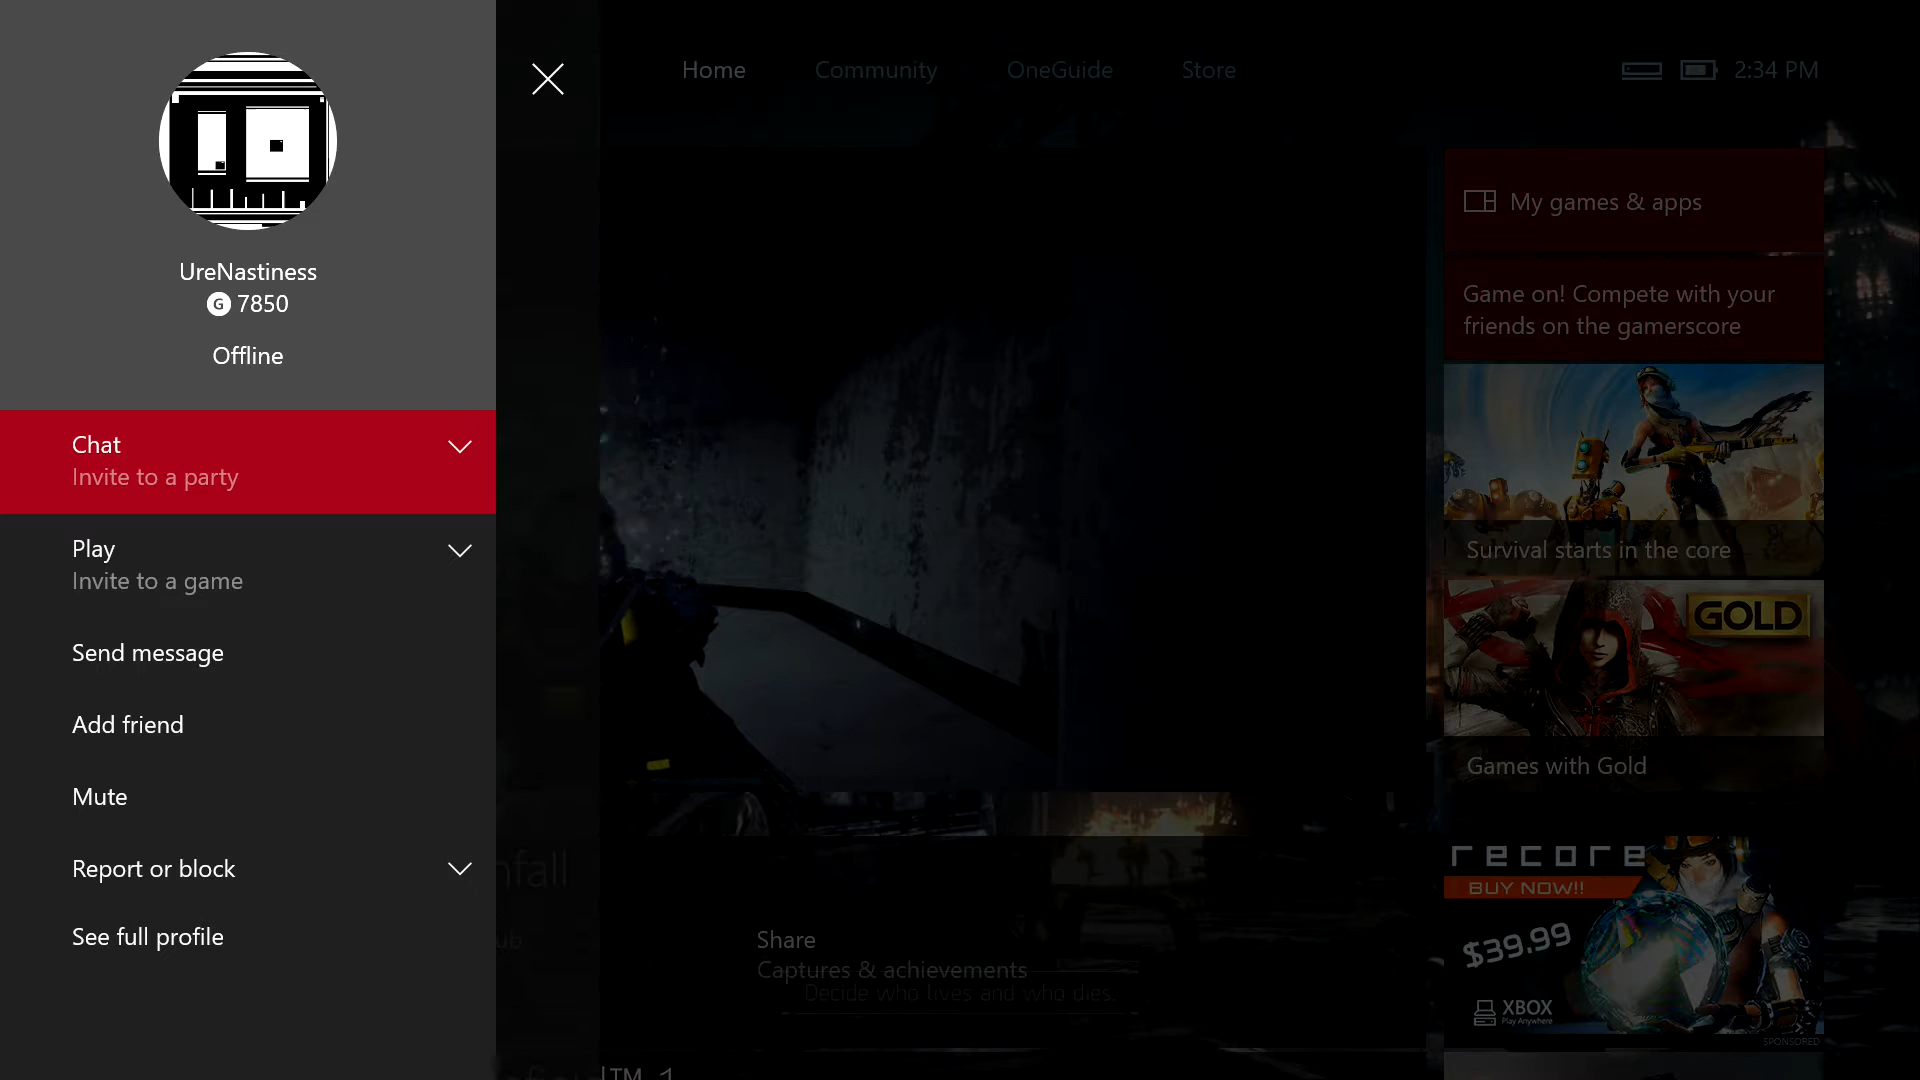 UreNastiness
G 7850
Offline
Chat
Invite to a party
Play
Invite to a game
Send message
Add friend
Mute
Report or block
See full profile
Home
Community
OneGuide
Store
2:34 PM
My games & apps
Game on! Compete with your
friends on the gamerscore
Survival starts in the core
GOLD
Games with Gold
recore
BUY NOW!!
$39.99
XBOX
Play Anywhere
SPONSORED
Share
Captures & achievements
Decide who lives and who dies.